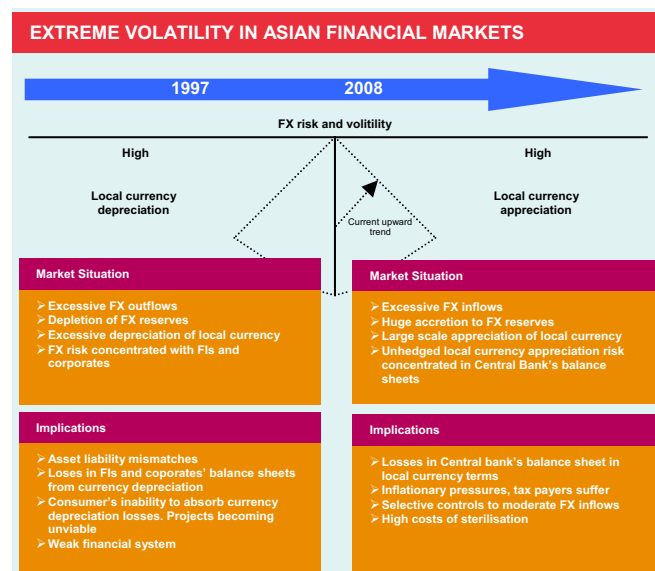 EXTREME VOLATILITY IN ASIAN FINANCIAL MARKETS
1997 2008
FX risk and volitility
High
High
Local currency
depreciation
Local currency
appreciation
Current upward
trend
Market Situation
Excessive FX outflows
Depletion of FX reserves
Excessive depreciation of local currency
FX risk concentrated with FIs and
corporates
Market Situation
Excessive FX inflows
Huge accretion to FX reserves
Large scale appreciation of local currency
Unhedged local currency appreciation risk
concentrated in Central Bank's balance
sheets
Implications
Asset liability mismatches
Loses in FIs and coporates' balance sheets
from currency depreciation
Consumer's inability to absorb currency
depreciation losses. Projects becoming
unviable
Weak financial system
Implications
Losses in Central bank's balance sheet in
local currency terms
Inflationary pressures, tax payers suffer
Selective controls to moderate FX inflows
High costs of sterilisation